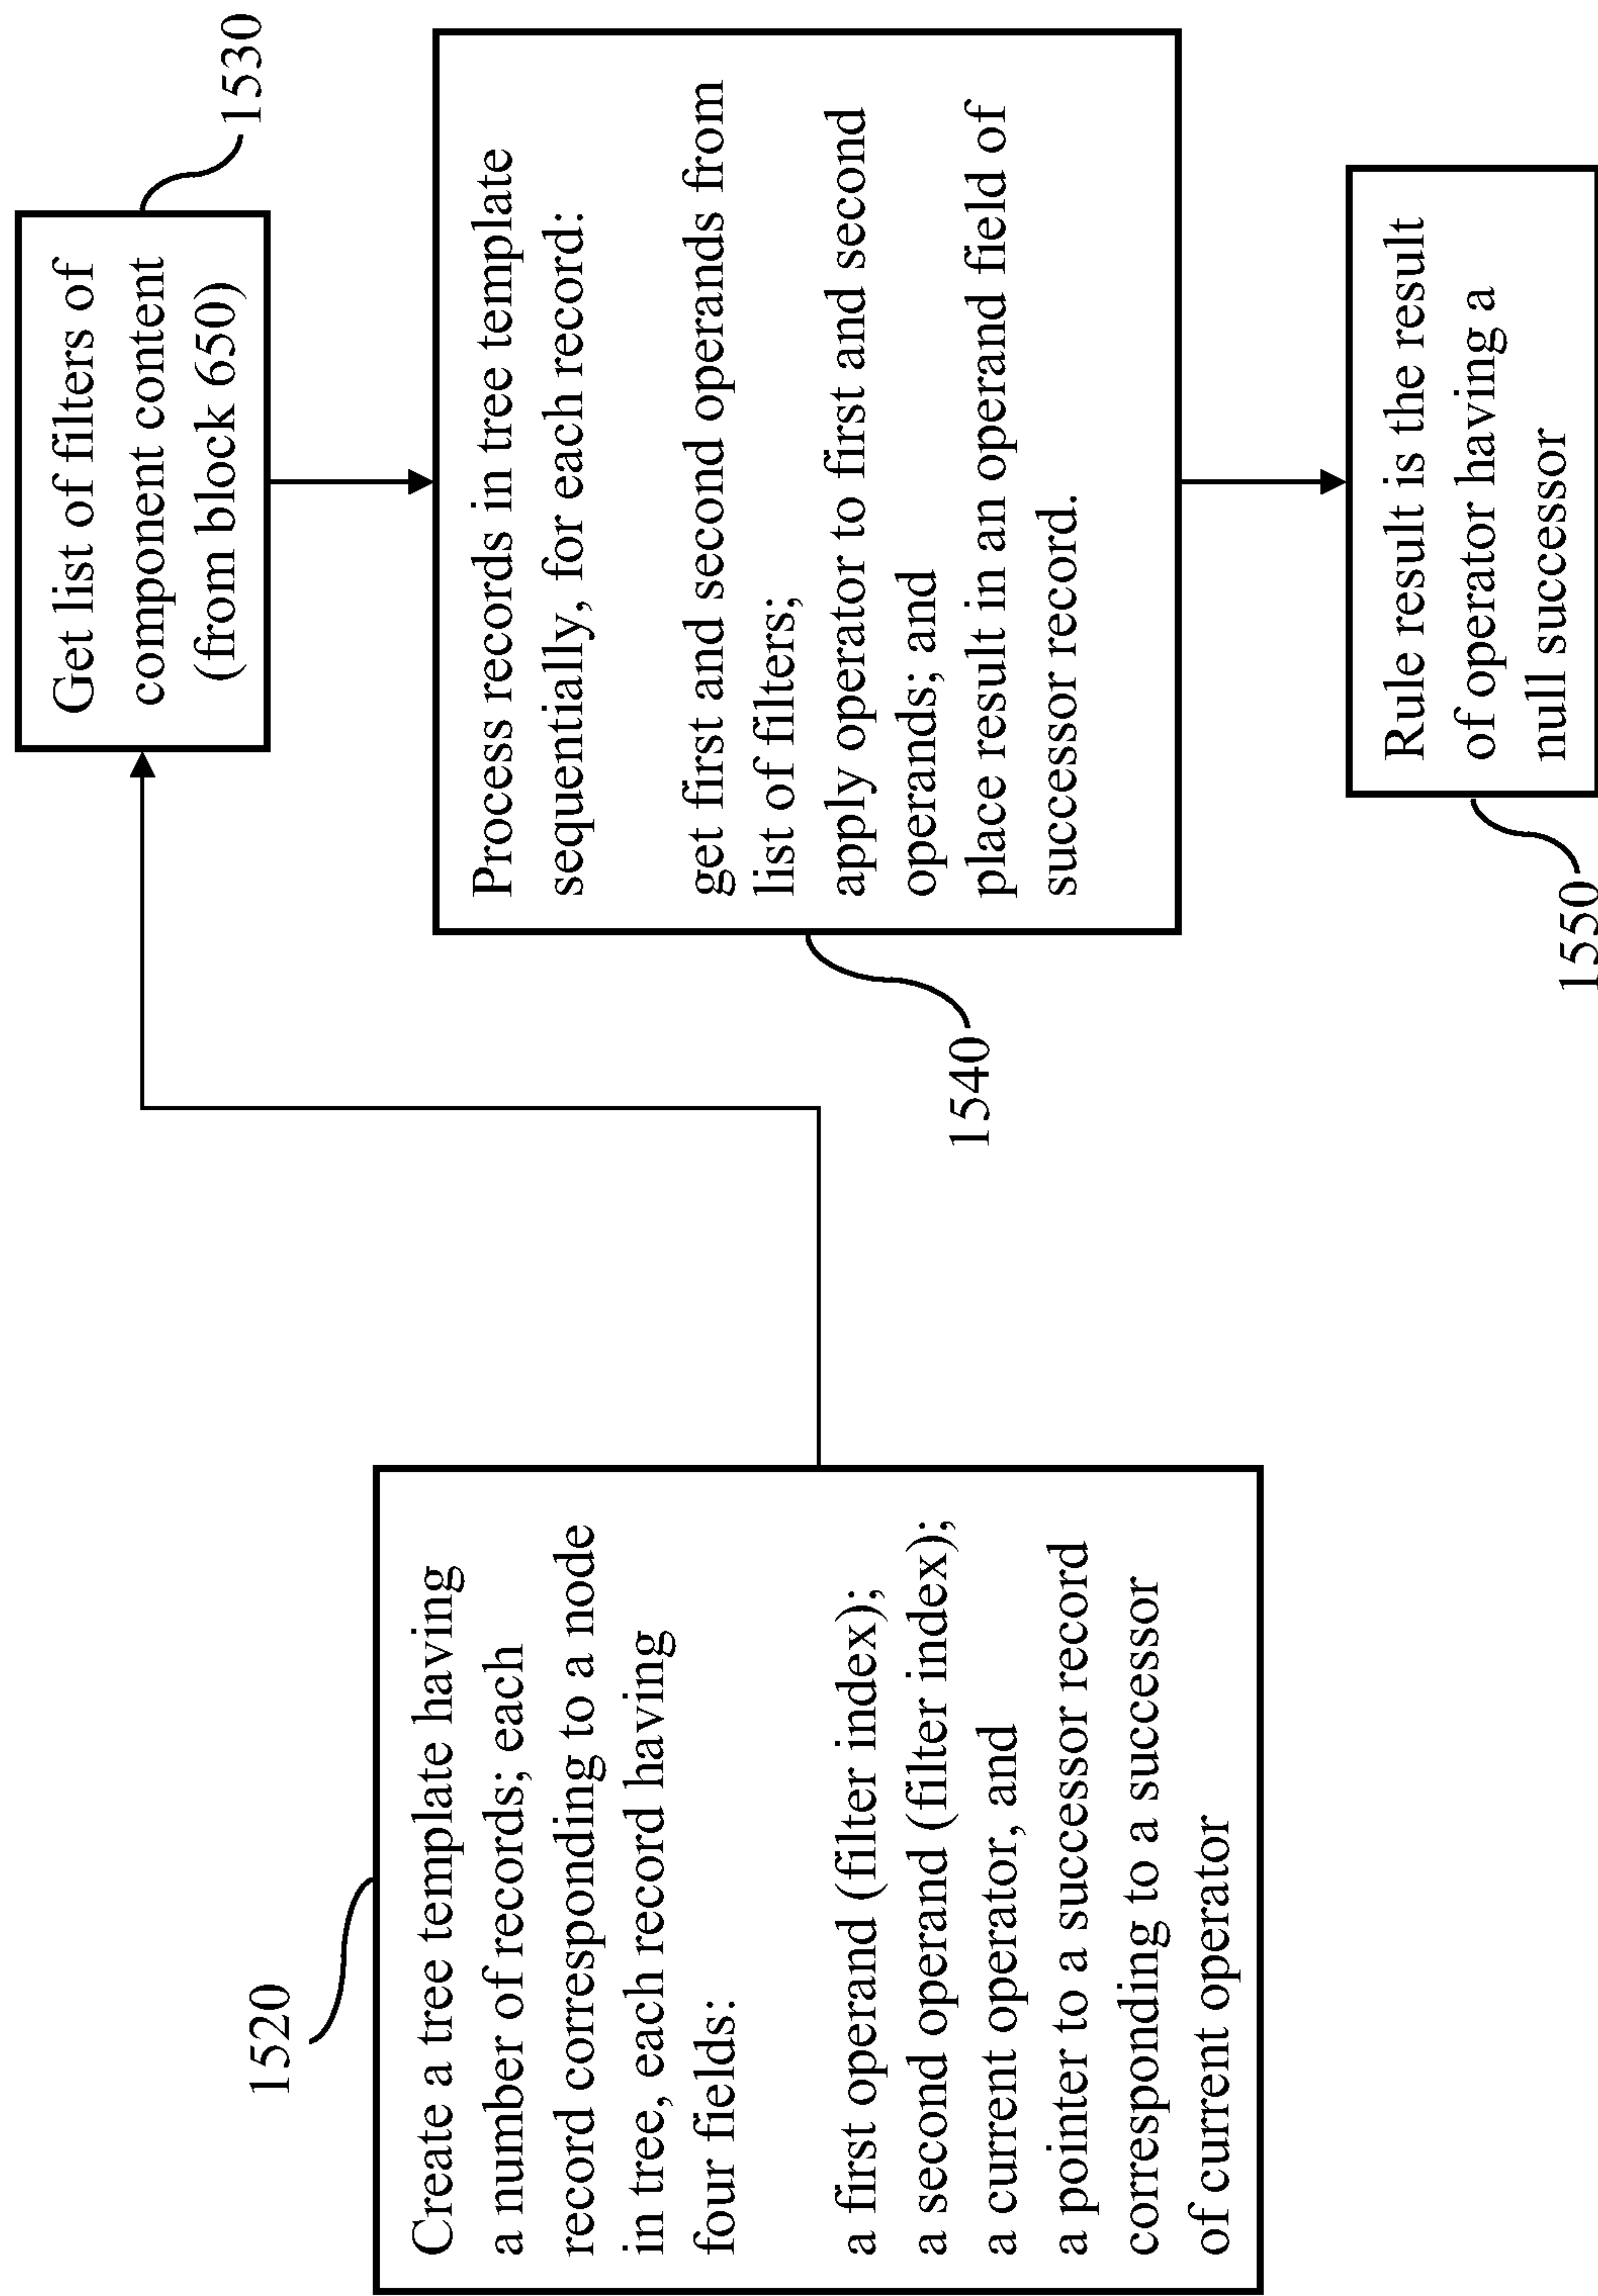 1520
Create a tree template having
a number of records; each
record corresponding to a node
in tree, each record having
four fields:
a first operand (filter index);
a second operand (filter index);
a current operator, and
a pointer to a successor record
corresponding to a successor
of current operator
Get list of filters of
component content
(from block 650)
1530
Process records in tree template
sequentially, for each record:
get first and second operands from
list of filters;
apply operator to first and second
operands; and
place result in an operand field of
successor record.
1540
Rule result is the result
of operator having a
null successor
1550